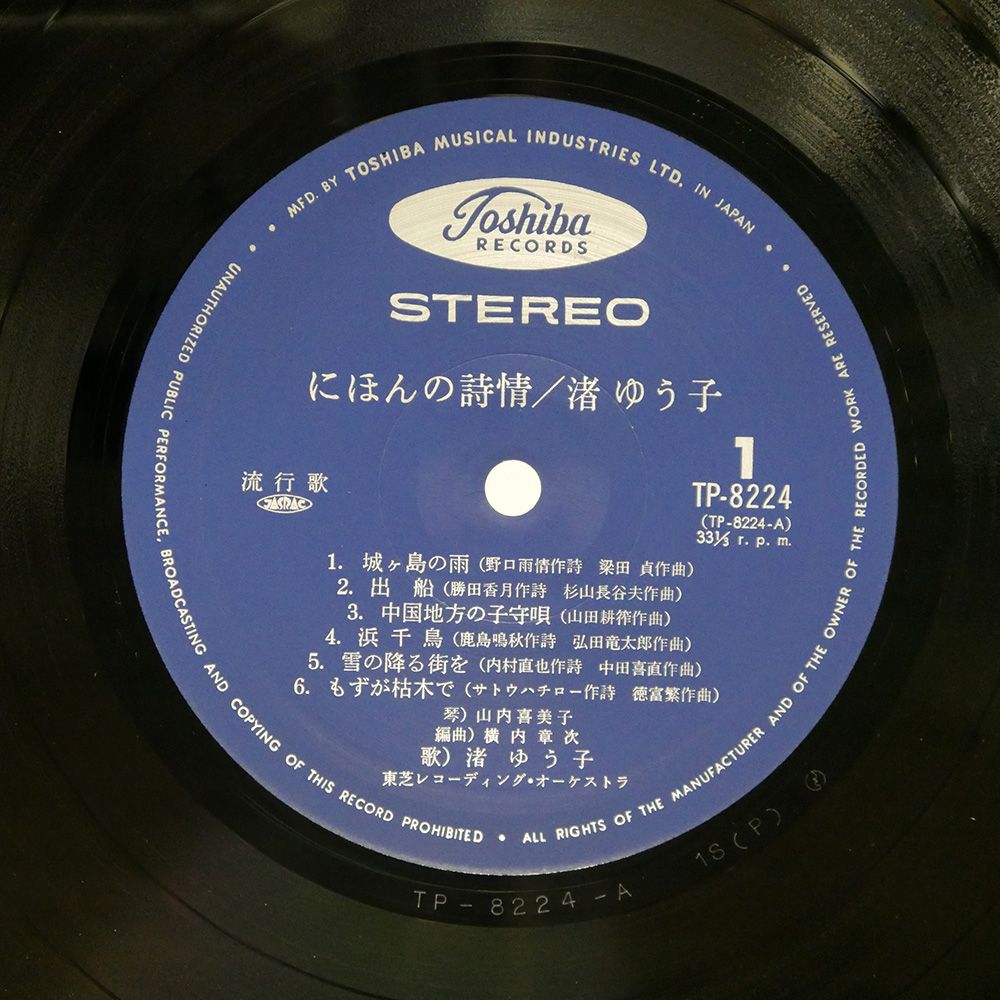 MFD. BY TOSHIBA MUSICAL INDUSTRIES LTD. IN JAPAN
Toshiba
RECORDS
STEREO
にほんの詩情/渚 ゆう子
1
流行歌
JASRAC
TP-8224
(TP-8224-A)
33⅓ r. p. m.
1. 城ヶ島の雨 (野口雨情作詩 梁田 貞作曲)
2. 出 船 (勝田香月作詩 杉山長谷夫作曲)
3. 中国地方の子守唄 (山田耕筰作曲)
4. 浜千鳥 (鹿島鳴秋作詩 弘田竜太郎作曲)
5. 雪の降る街を (内村直也作詩 中田喜直作曲)
6. もずが枯木で (サトウハチロー作詩 徳富繁作曲)
琴) 山内喜美子
編曲) 横内章次
歌) 渚 ゆう子
東芝レコーディング・オーケストラ
UNAUTHORIZED PUBLIC PERFORMANCE, BROADCASTING AND COPYING OF THIS RECORD PROHIBITED • ALL RIGHTS OF THE MANUFACTURER AND OF THE OWNER OF THE RECORDED WORK ARE RESERVED
TP-8224-A 1S(P)